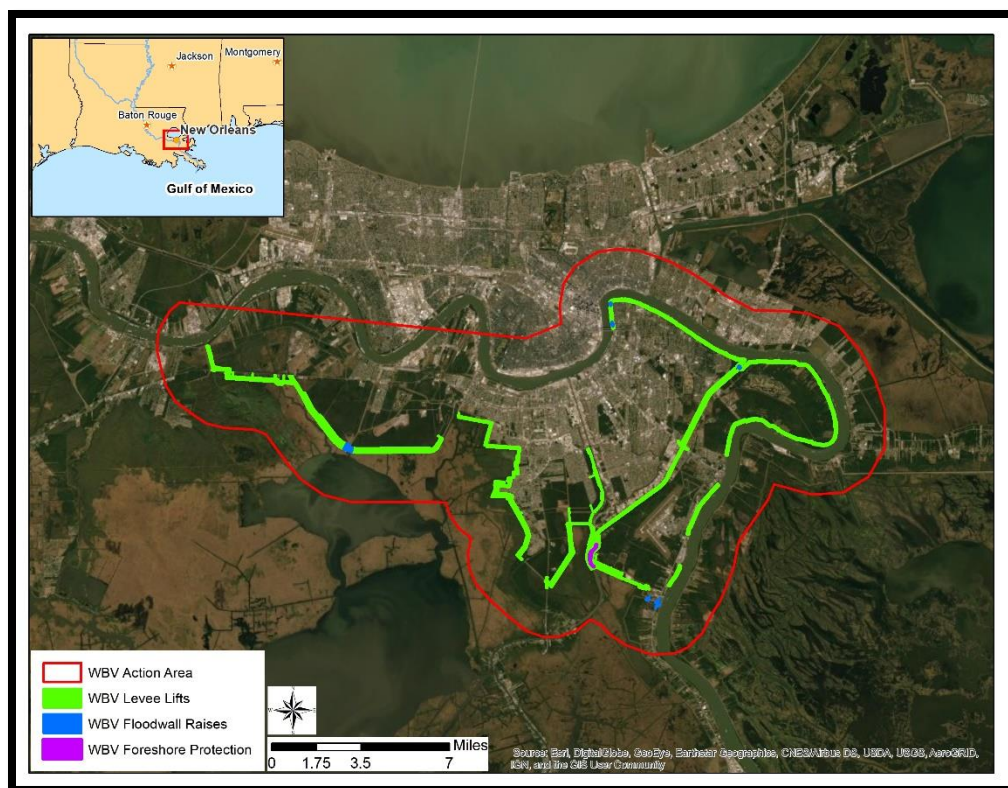 Jackson
Montgomery
Baton Rouge
New Orleans
Gulf of Mexico
WBV Action Area
WBV Levee Lifts
WBV Floodwall Raises
WBV Foreshore Protection
Miles
0 1.75 3.5 7
Source: Esri, DigitalGlobe, GeoEye, Earthstar Geographics, CNES/Airbus DS, USDA, USGS, AeroGRID,
IGN, and the GIS User Community